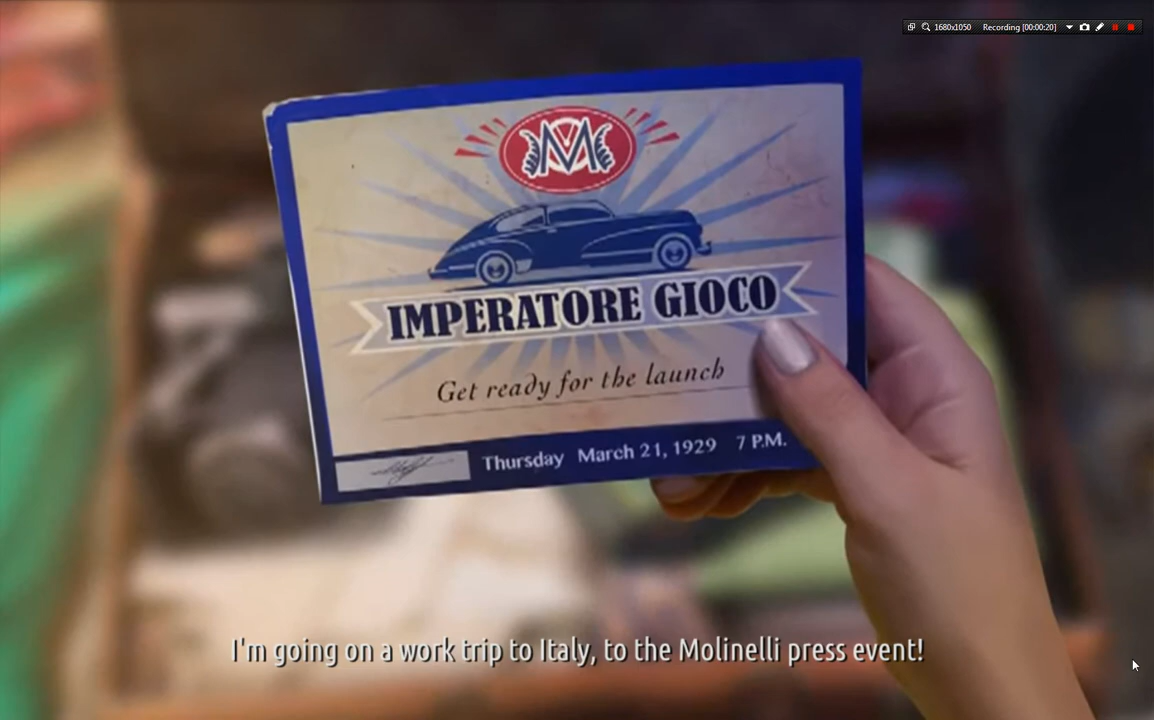 1680x1050 Recording [00:00:20]
M
IMPERATORE GIOCO
Get ready for the launch
Thursday March 21, 1929 7 P.M.
I'm going on a work trip to Italy, to the Molinelli press event!